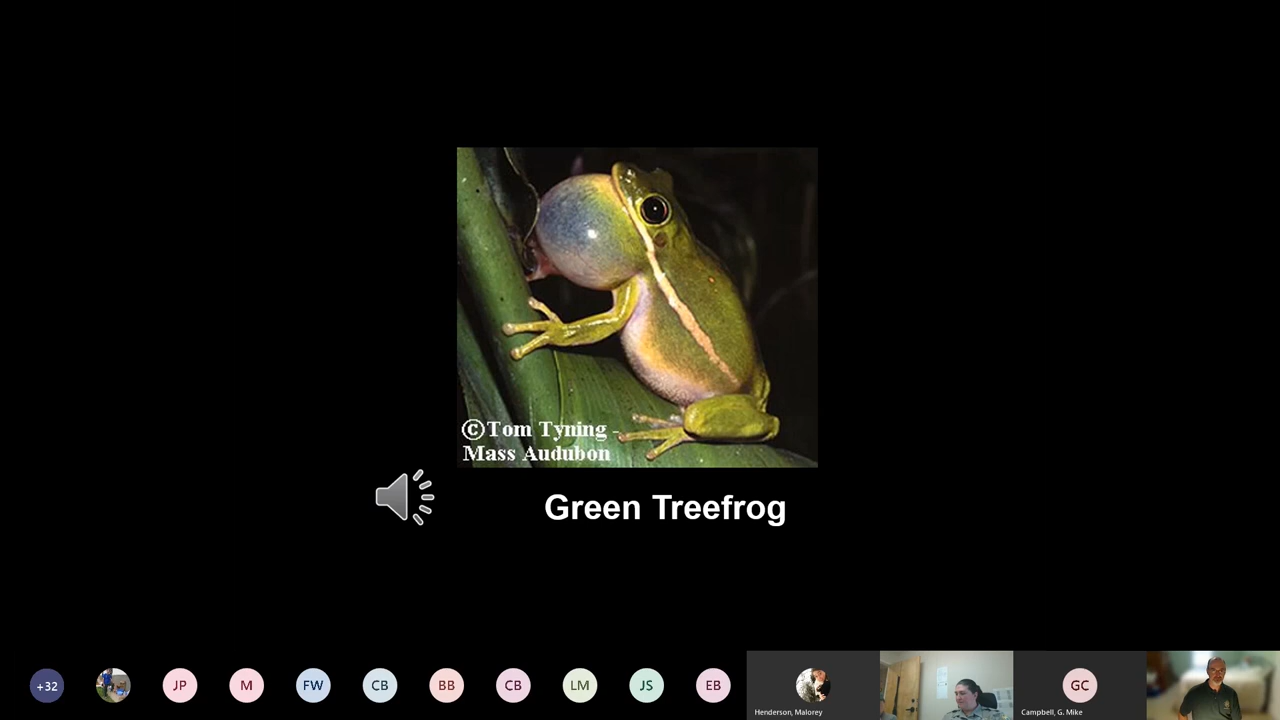 ©Tom Tyning -
Mass Audubon
Green Treefrog
+32
JP
M
FW
CB
BB
CB
LM
JS
EB
Henderson, Malorey
GC
Campbell, G. Mike